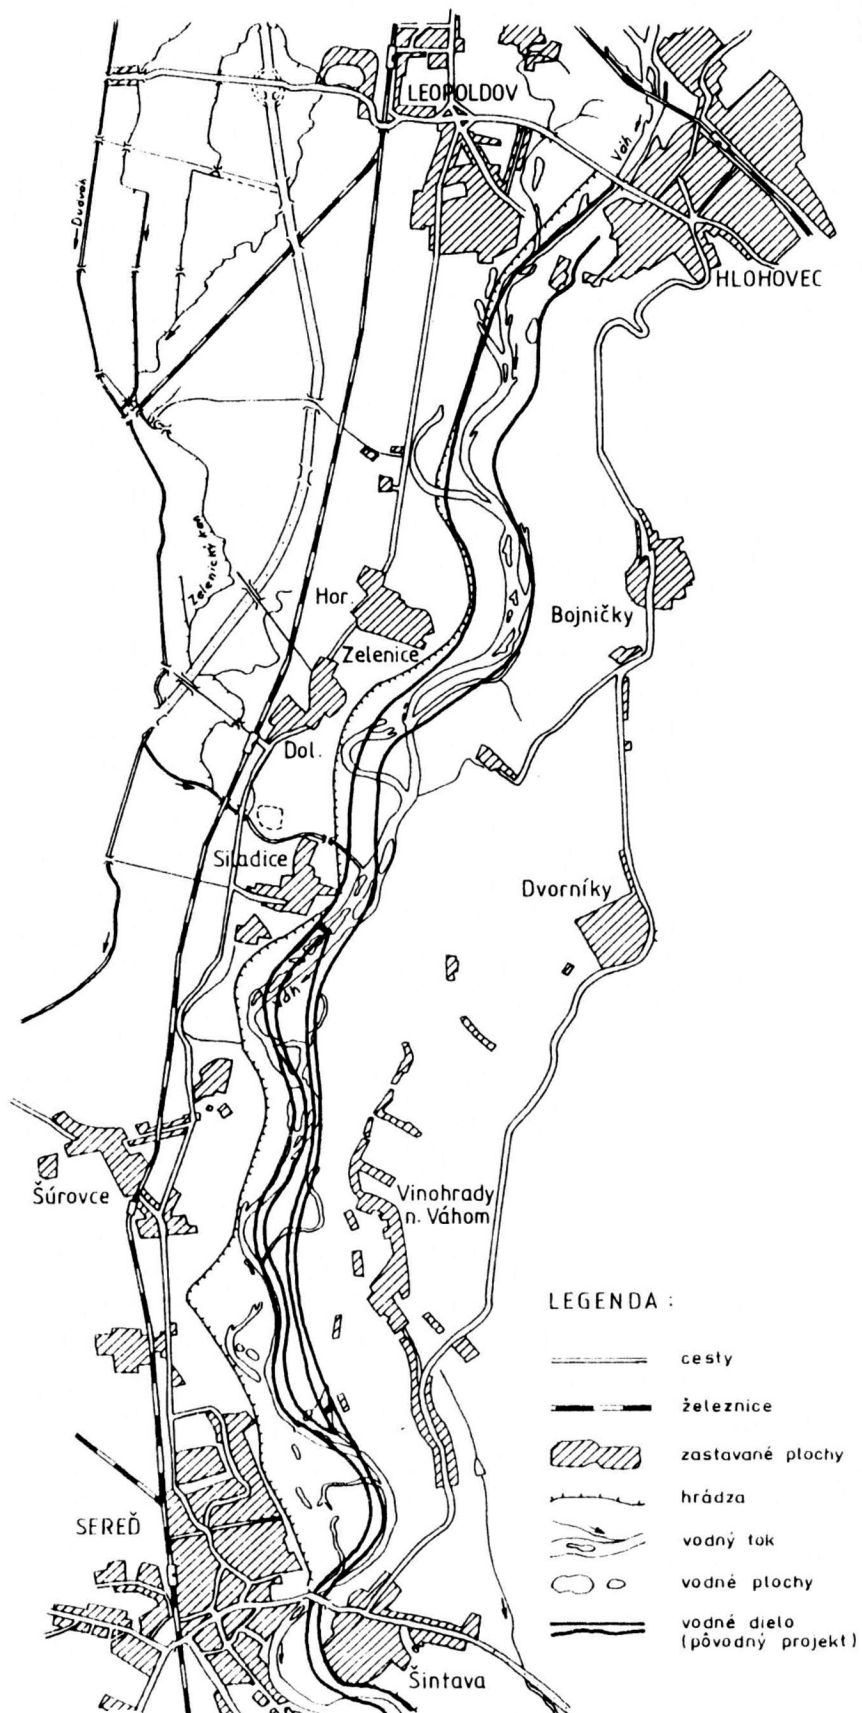 LEOPOLDOV
Váh
Dudváh
HLOHOVEC
Zelenický kan
Hor.
Bojničky
Zelenice
Dol.
Siladice
Dvorníky
Váh
Šúrovce
Vinohrady
n. Váhom
SEREĎ
Šintava
LEGENDA :
cesty
železnice
zastavané plochy
hrádza
vodný tok
vodné plochy
vodné dielo
(pôvodný projekt)